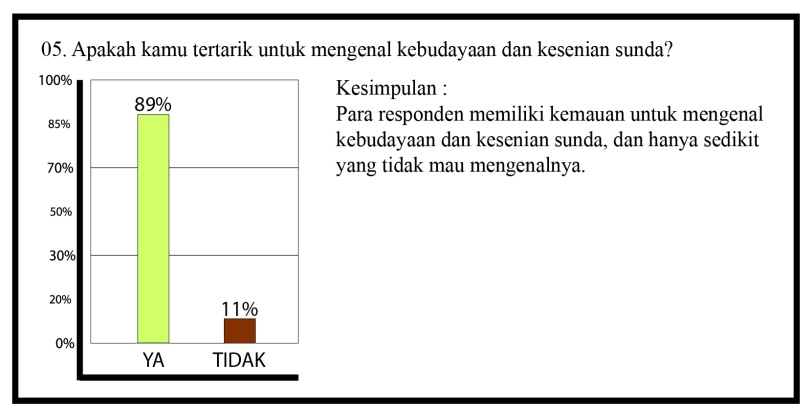 05. Apakah kamu tertarik untuk mengenal kebudayaan dan kesenian sunda?
100%
85%
70%
50%
30%
20%
0%
89%
11%
YA
TIDAK
Kesimpulan :
Para responden memiliki kemauan untuk mengenal
kebudayaan dan kesenian sunda, dan hanya sedikit
yang tidak mau mengenalnya.